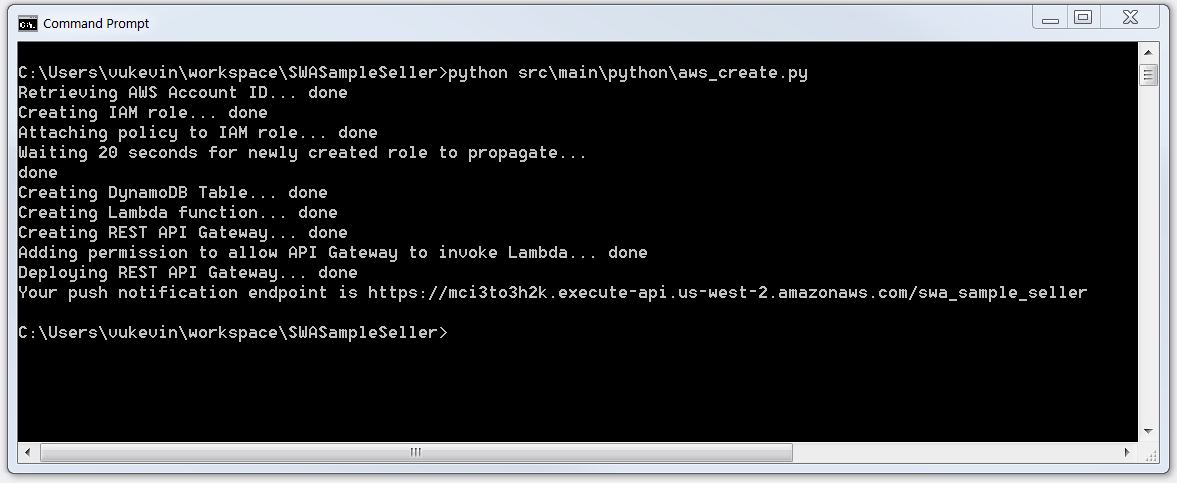 Command Prompt
C:\Users\vukevin\workspace\SWASampleSeller>python src\main\python\aws_create.py
Retrieving AWS Account ID... done
Creating IAM role... done
Attaching policy to IAM role... done
Waiting 20 seconds for newly created role to propagate...
done
Creating DynamoDB Table... done
Creating Lambda function... done
Creating REST API Gateway... done
Adding permission to allow API Gateway to invoke Lambda... done
Deploying REST API Gateway... done
Your push notification endpoint is https://mci3to3h2k.execute-api.us-west-2.amazonaws.com/swa_sample_seller
C:\Users\vukevin\workspace\SWASampleSeller>